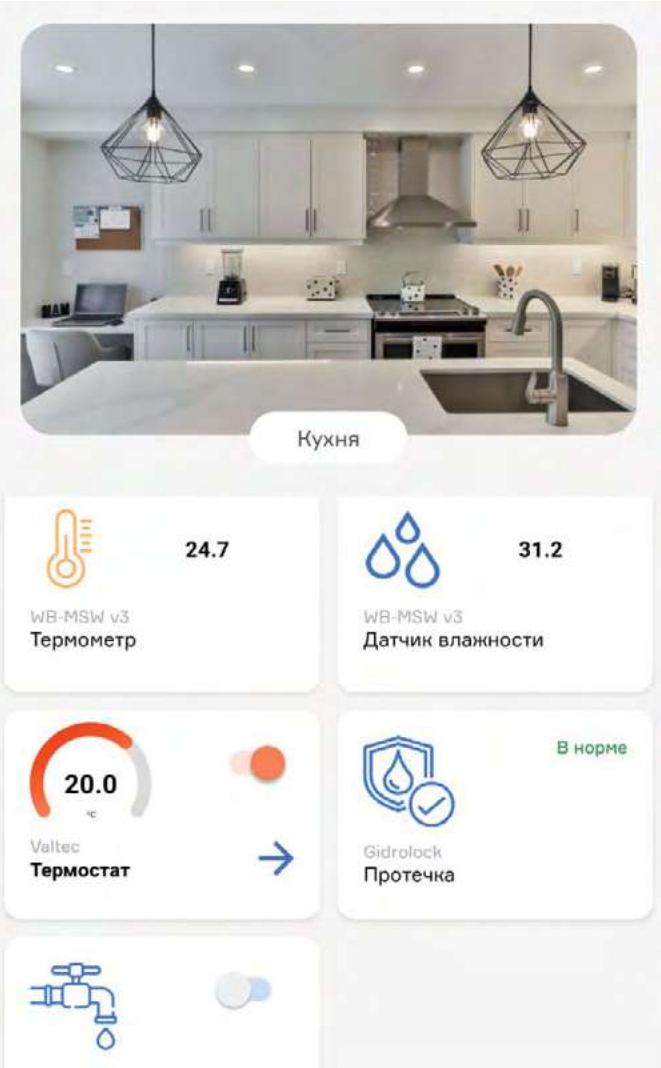 Кухня
24.7
WB-MSW v3
Термометр
31.2
WB-MSW v3
Датчик влажности
20.0
°C
Valtec
Термостат
В норме
Gidrolock
Протечка